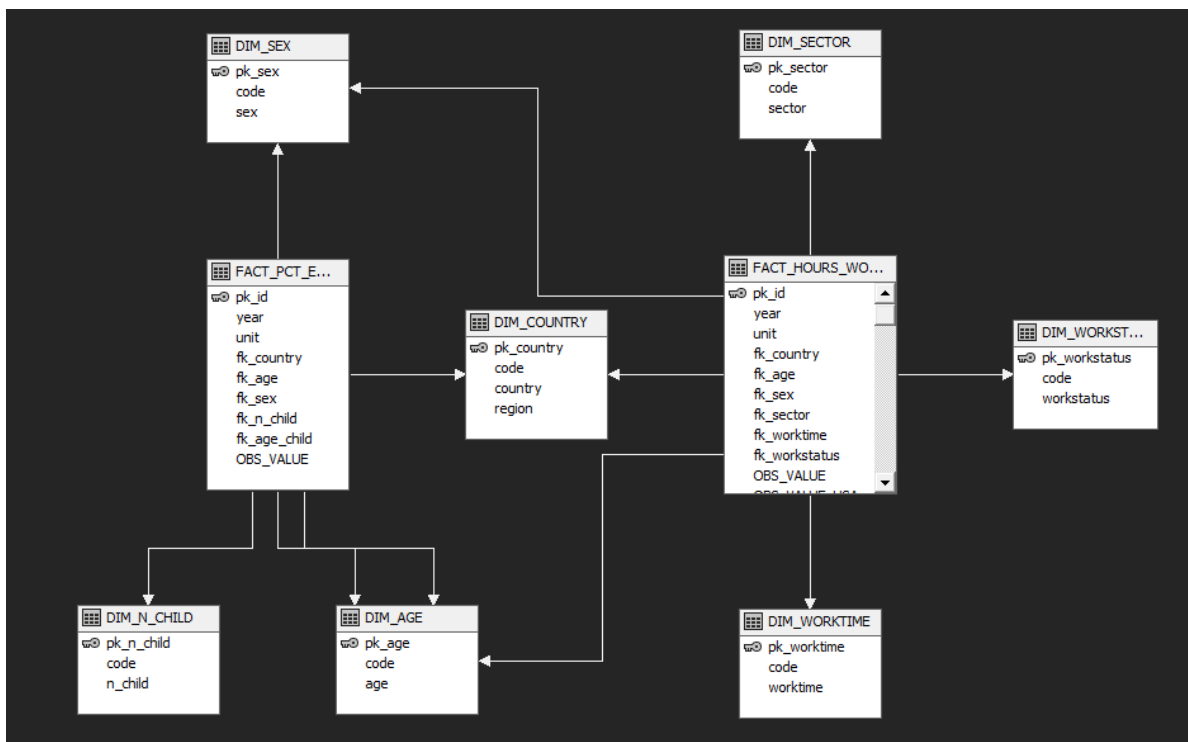 DIM_SEX
pk_sex
code
sex
DIM_SECTOR
pk_sector
code
sector
FACT_PCT_E...
pk_id
year
unit
fk_country
fk_age
fk_sex
fk_n_child
fk_age_child
OBS_VALUE
DIM_COUNTRY
pk_country
code
country
region
FACT_HOURS_WO...
pk_id
year
unit
fk_country
fk_age
fk_sex
fk_sector
fk_worktime
fk_workstatus
OBS_VALUE
DIM_WORKST...
pk_workstatus
code
workstatus
DIM_N_CHILD
pk_n_child
code
n_child
DIM_AGE
pk_age
code
age
DIM_WORKTIME
pk_worktime
code
worktime